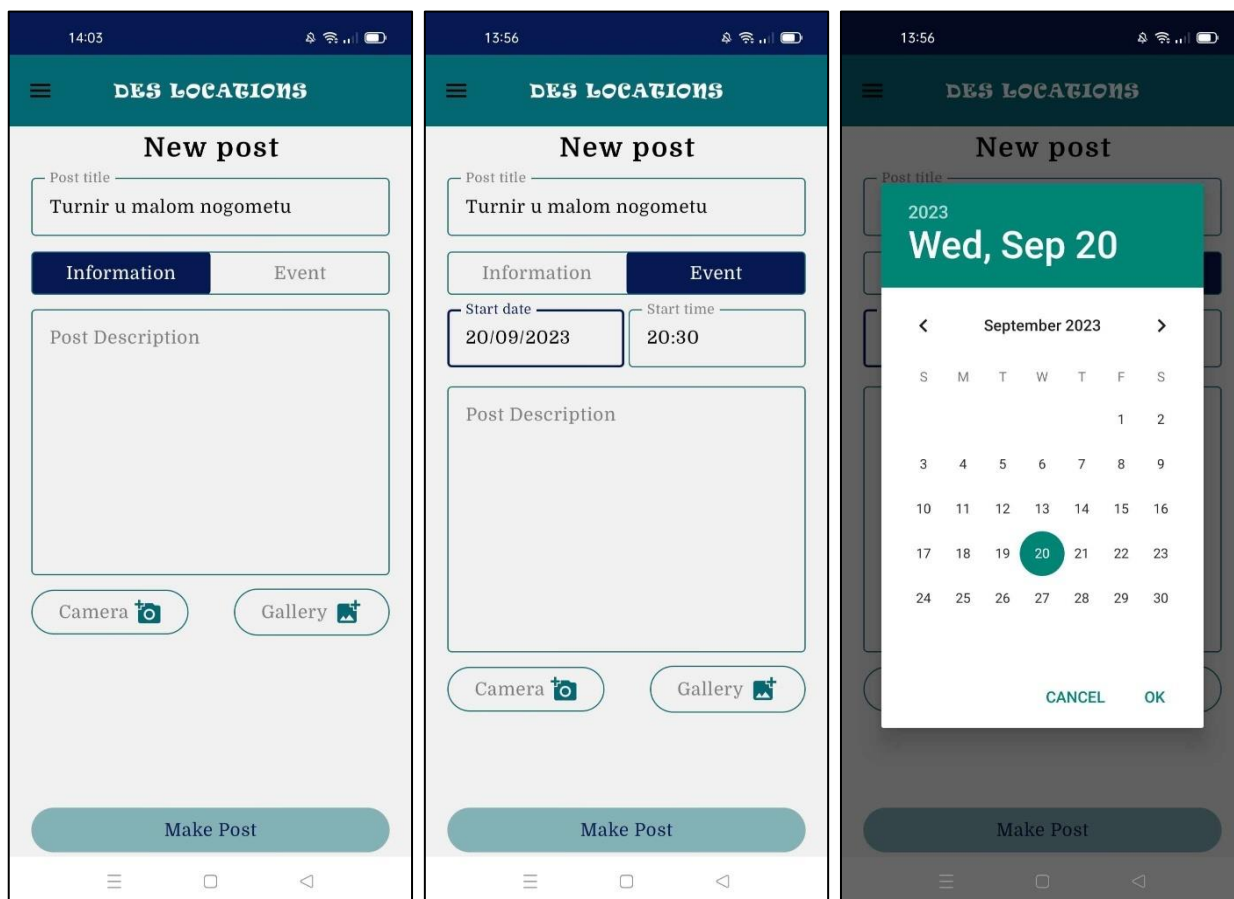 14:03
DES LOCATIONS
New post
Post title
Turnir u malom nogometu
Information Event
Post Description
Camera Gallery
Make Post
13:56
DES LOCATIONS
New post
Post title
Turnir u malom nogometu
Information Event
Start date Start time
20/09/2023 20:30
Post Description
Camera Gallery
Make Post
13:56
DES LOCATIONS
New post
Post title
2023
Wed, Sep 20
September 2023
S M T W T F S
1 2
3 4 5 6 7 8 9
10 11 12 13 14 15 16
17 18 19 20 21 22 23
24 25 26 27 28 29 30
CANCEL OK
Make Post